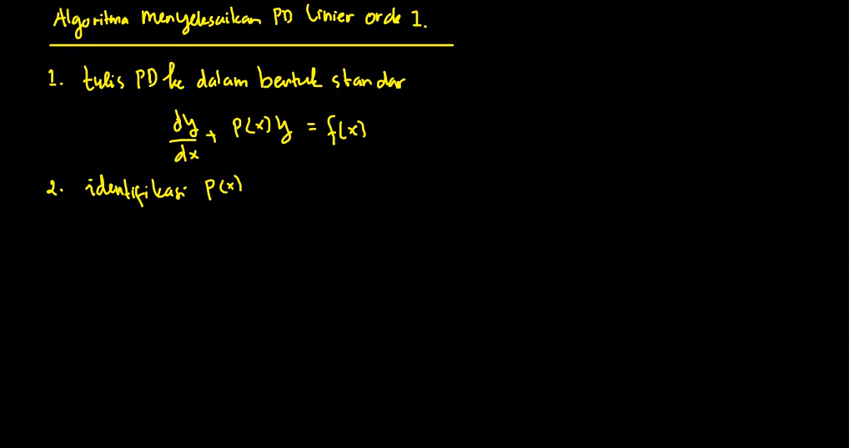 Algoritma menyelesaikan PD linier orde 1.
1. tulis PD ke dalam bentuk standar
dy/dx + P(x)y = f(x)
2. identifikasi P(x)